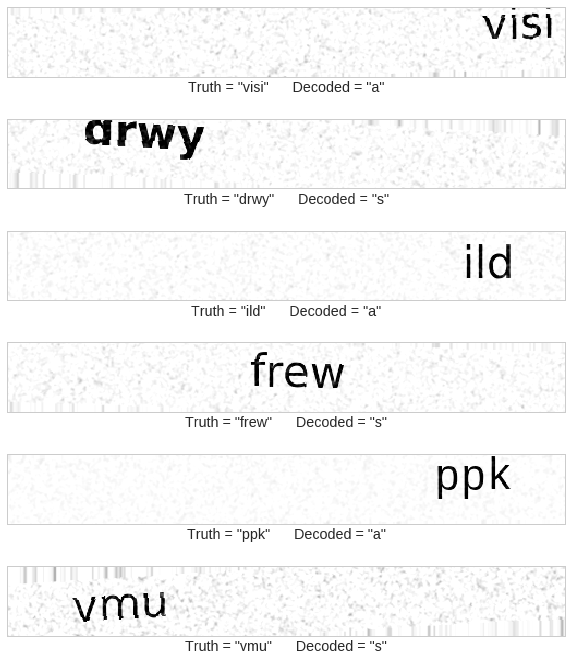 visi
Truth = "visi" Decoded = "a"
drwy
Truth = "drwy" Decoded = "s"
ild
Truth = "ild" Decoded = "a"
frew
Truth = "frew" Decoded = "s"
ppk
Truth = "ppk" Decoded = "a"
vmu
Truth = "vmu" Decoded = "s"